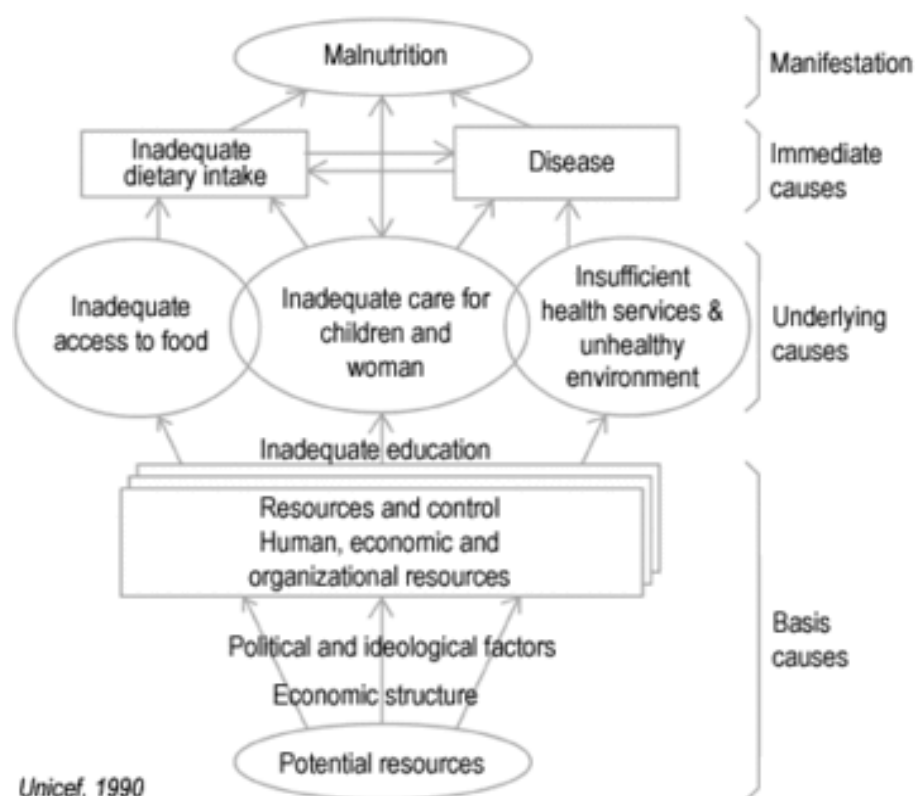 Malnutrition
Manifestation
Inadequate
dietary intake
Disease
Immediate
causes
Inadequate
access to food
Inadequate care for
children and
woman
Insufficient
health services &
unhealthy
environment
Underlying
causes
Inadequate education
Resources and control
Human, economic and
organizational resources
Political and ideological factors
Economic structure
Basis
causes
Potential resources
Unicef, 1990